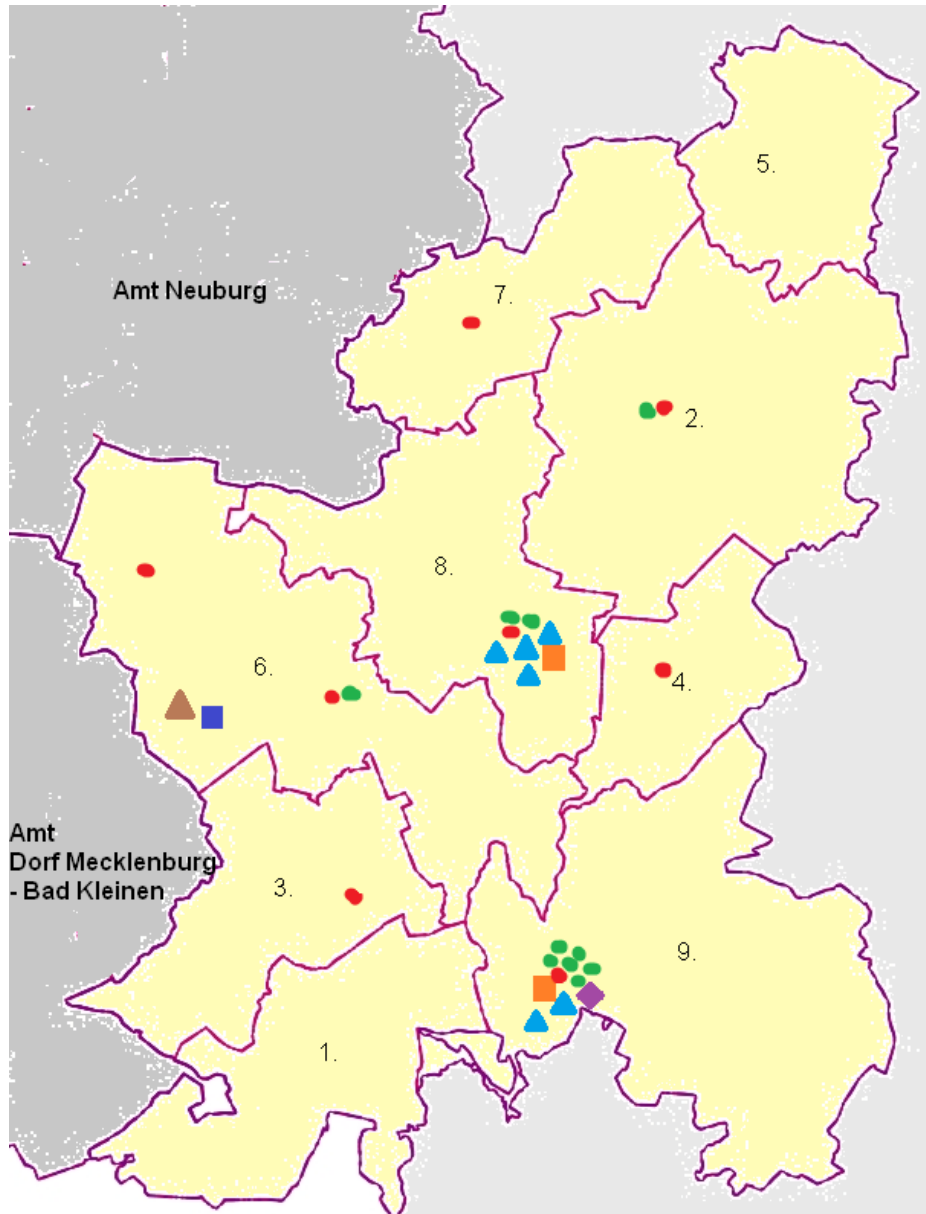 5.
Amt Neuburg
7.
2.
8.
6.
4.
Amt
Dorf Mecklenburg
- Bad Kleinen
3.
9.
1.